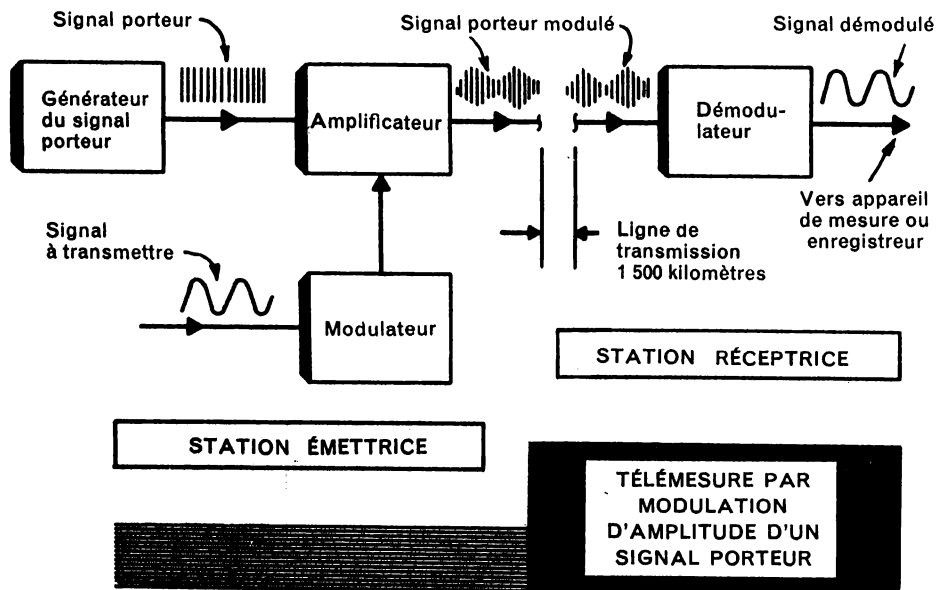 Signal porteur
Signal porteur modulé
Signal démodulé
Générateur
du signal
porteur
Amplificateur
Démodu-
lateur
Vers appareil
de mesure ou
enregistreur
Signal
à transmettre
Ligne de
transmission
1 500 kilomètres
Modulateur
STATION RÉCEPTRICE
STATION ÉMETTRICE
TÉLÉMESURE PAR
MODULATION
D'AMPLITUDE D'UN
SIGNAL PORTEUR